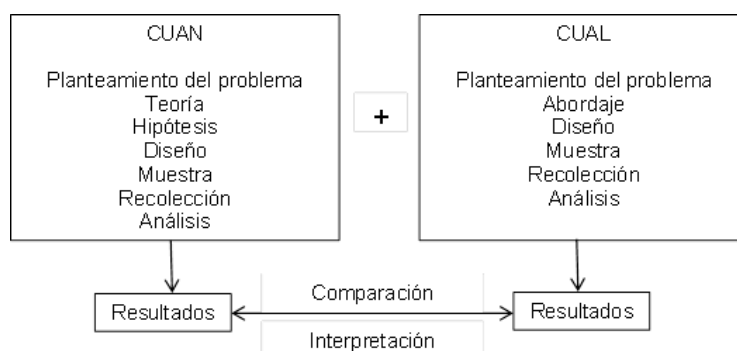 CUAN
Planteamiento del problema
Teoría
Hipótesis
Diseño
Muestra
Recolección
Análisis
+
CUAL
Planteamiento del problema
Abordaje
Diseño
Muestra
Recolección
Análisis
Resultados
Comparación
Interpretación
Resultados